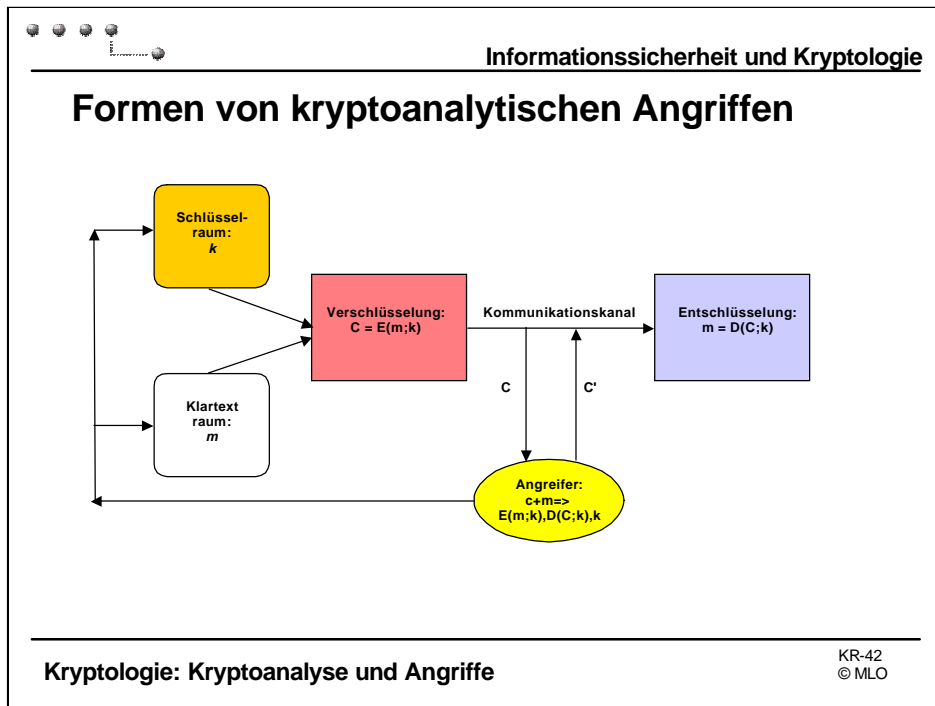 Informationssicherheit und Kryptologie
Formen von kryptoanalytischen Angriffen
Schlüssel-
raum:
k
Verschlüsselung:
C = E(m;k)
Kommunikationskanal
Entschlüsselung:
m = D(C;k)
Klartext
raum:
m
C
C'
Angreifer:
c+m=>
E(m;k),D(C;k),k
Kryptologie: Kryptoanalyse und Angriffe
KR-42
© MLO